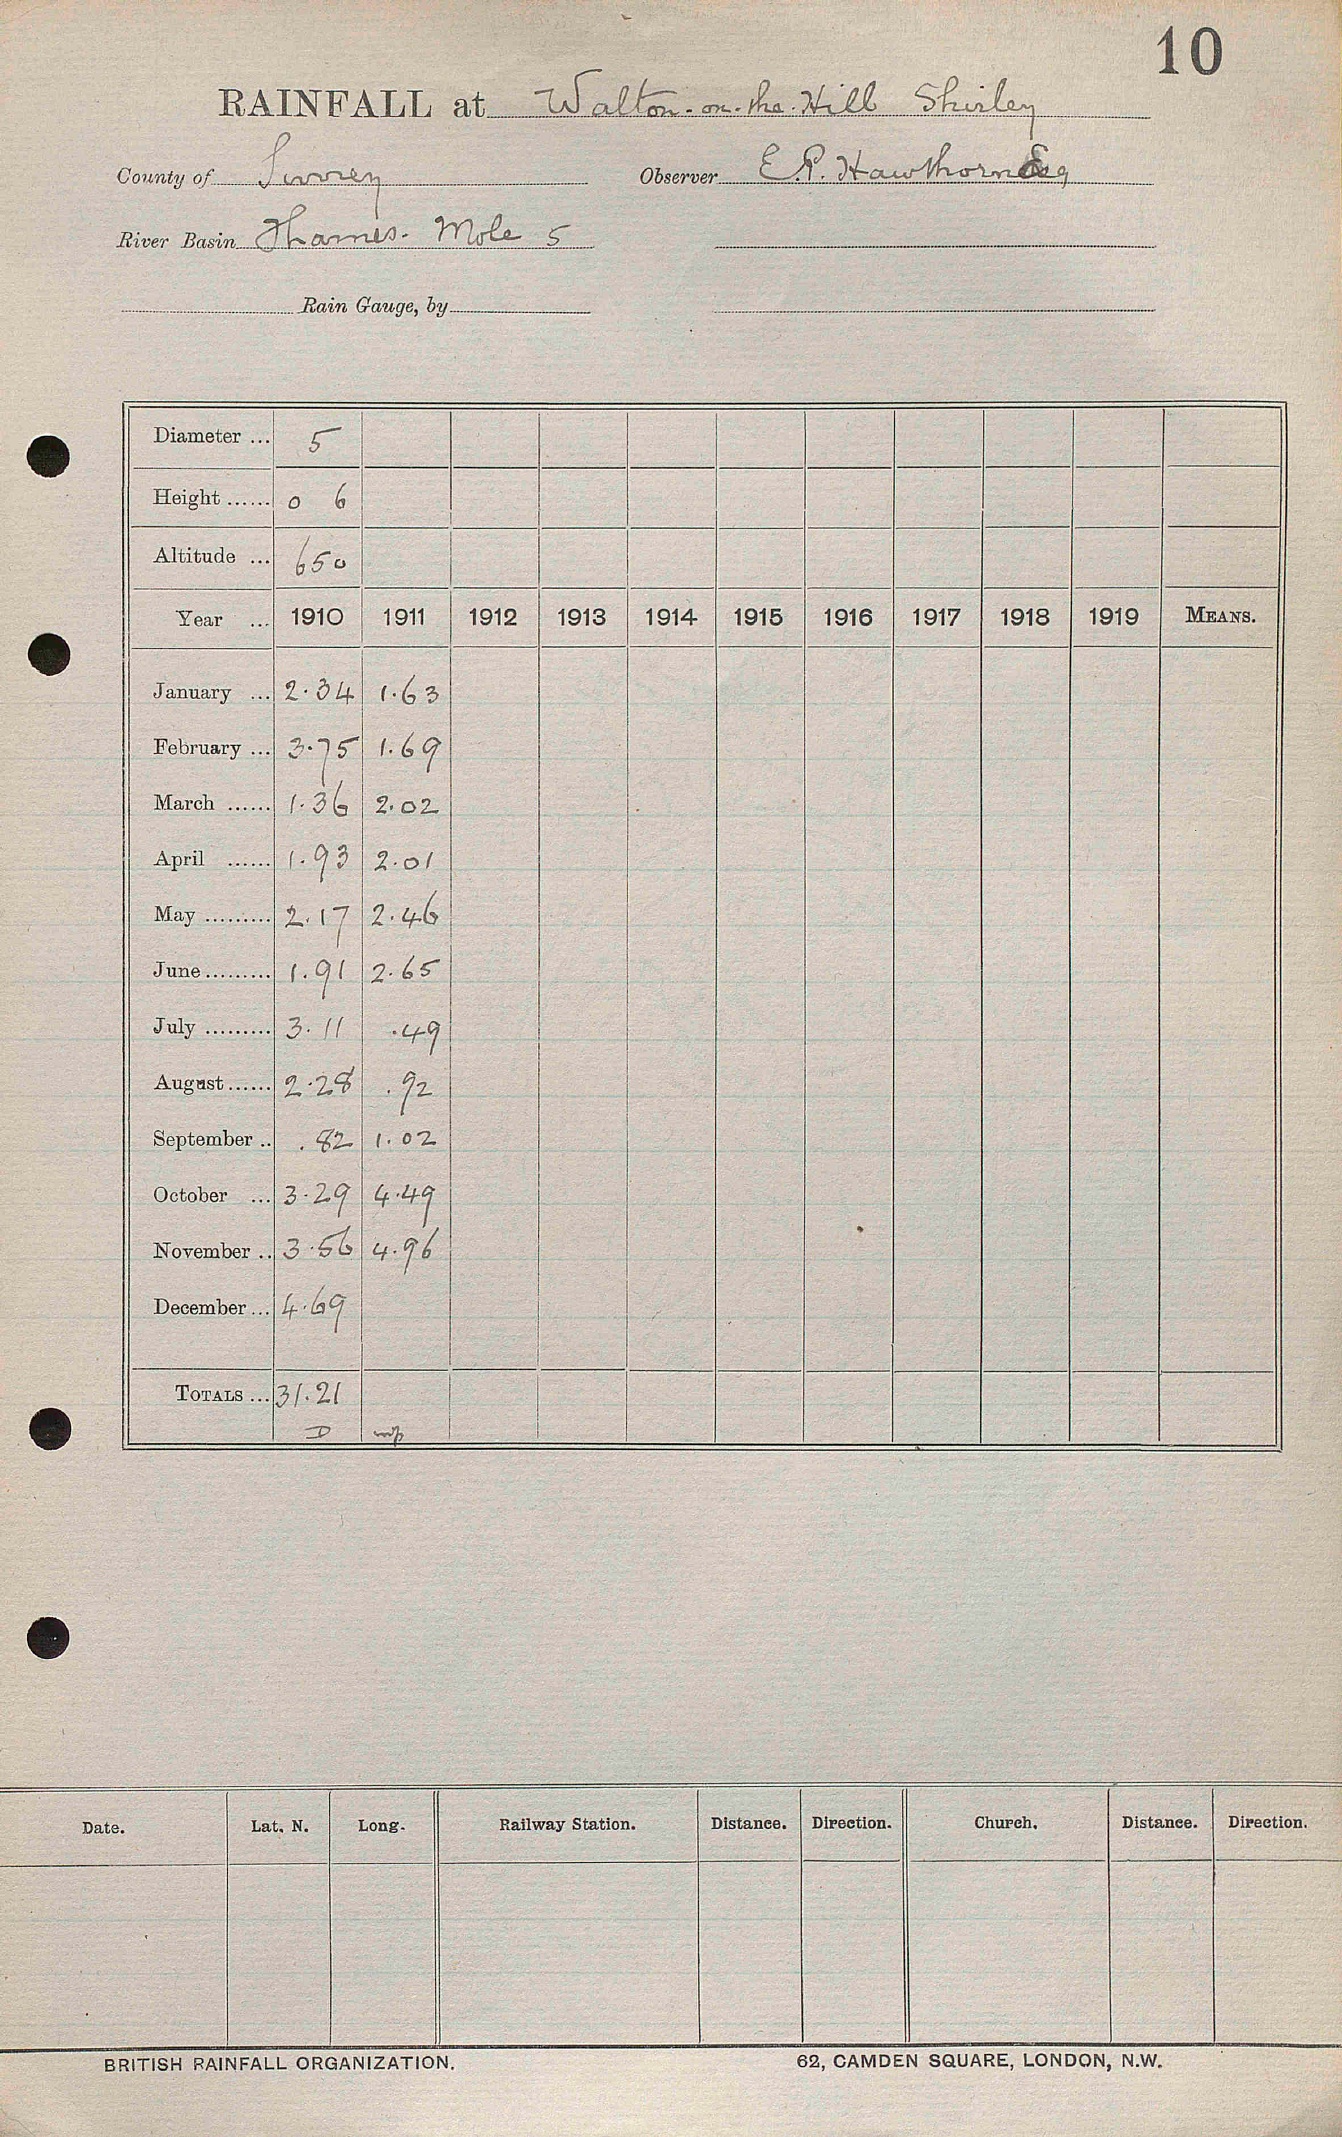 10
RAINFALL at Walton-on-the-Hill Shirley
County of Surrey Observer E.P. Hawthorn Esq
River Basin Thames. Mole 5
Rain Gauge, by
Diameter ... 5
Height ...... 0 6
Altitude ... 650
Year ... 1910 1911 1912 1913 1914 1915 1916 1917 1918 1919 MEANS.
January ... 2.34 1.63
February ... 3.75 1.69
March ...... 1.36 2.02
April ...... 1.93 2.01
May ......... 2.17 2.46
June ......... 1.91 2.65
July ......... 3.11 .49
August ...... 2.28 .92
September .. .82 1.02
October ... 3.29 4.49
November .. 3.56 4.96
December ... 4.69
TOTALS ... 31.21
D
Date. Lat. N. Long. Railway Station. Distance. Direction. Church. Distance. Direction.
BRITISH RAINFALL ORGANIZATION. 62, CAMDEN SQUARE, LONDON, N.W.